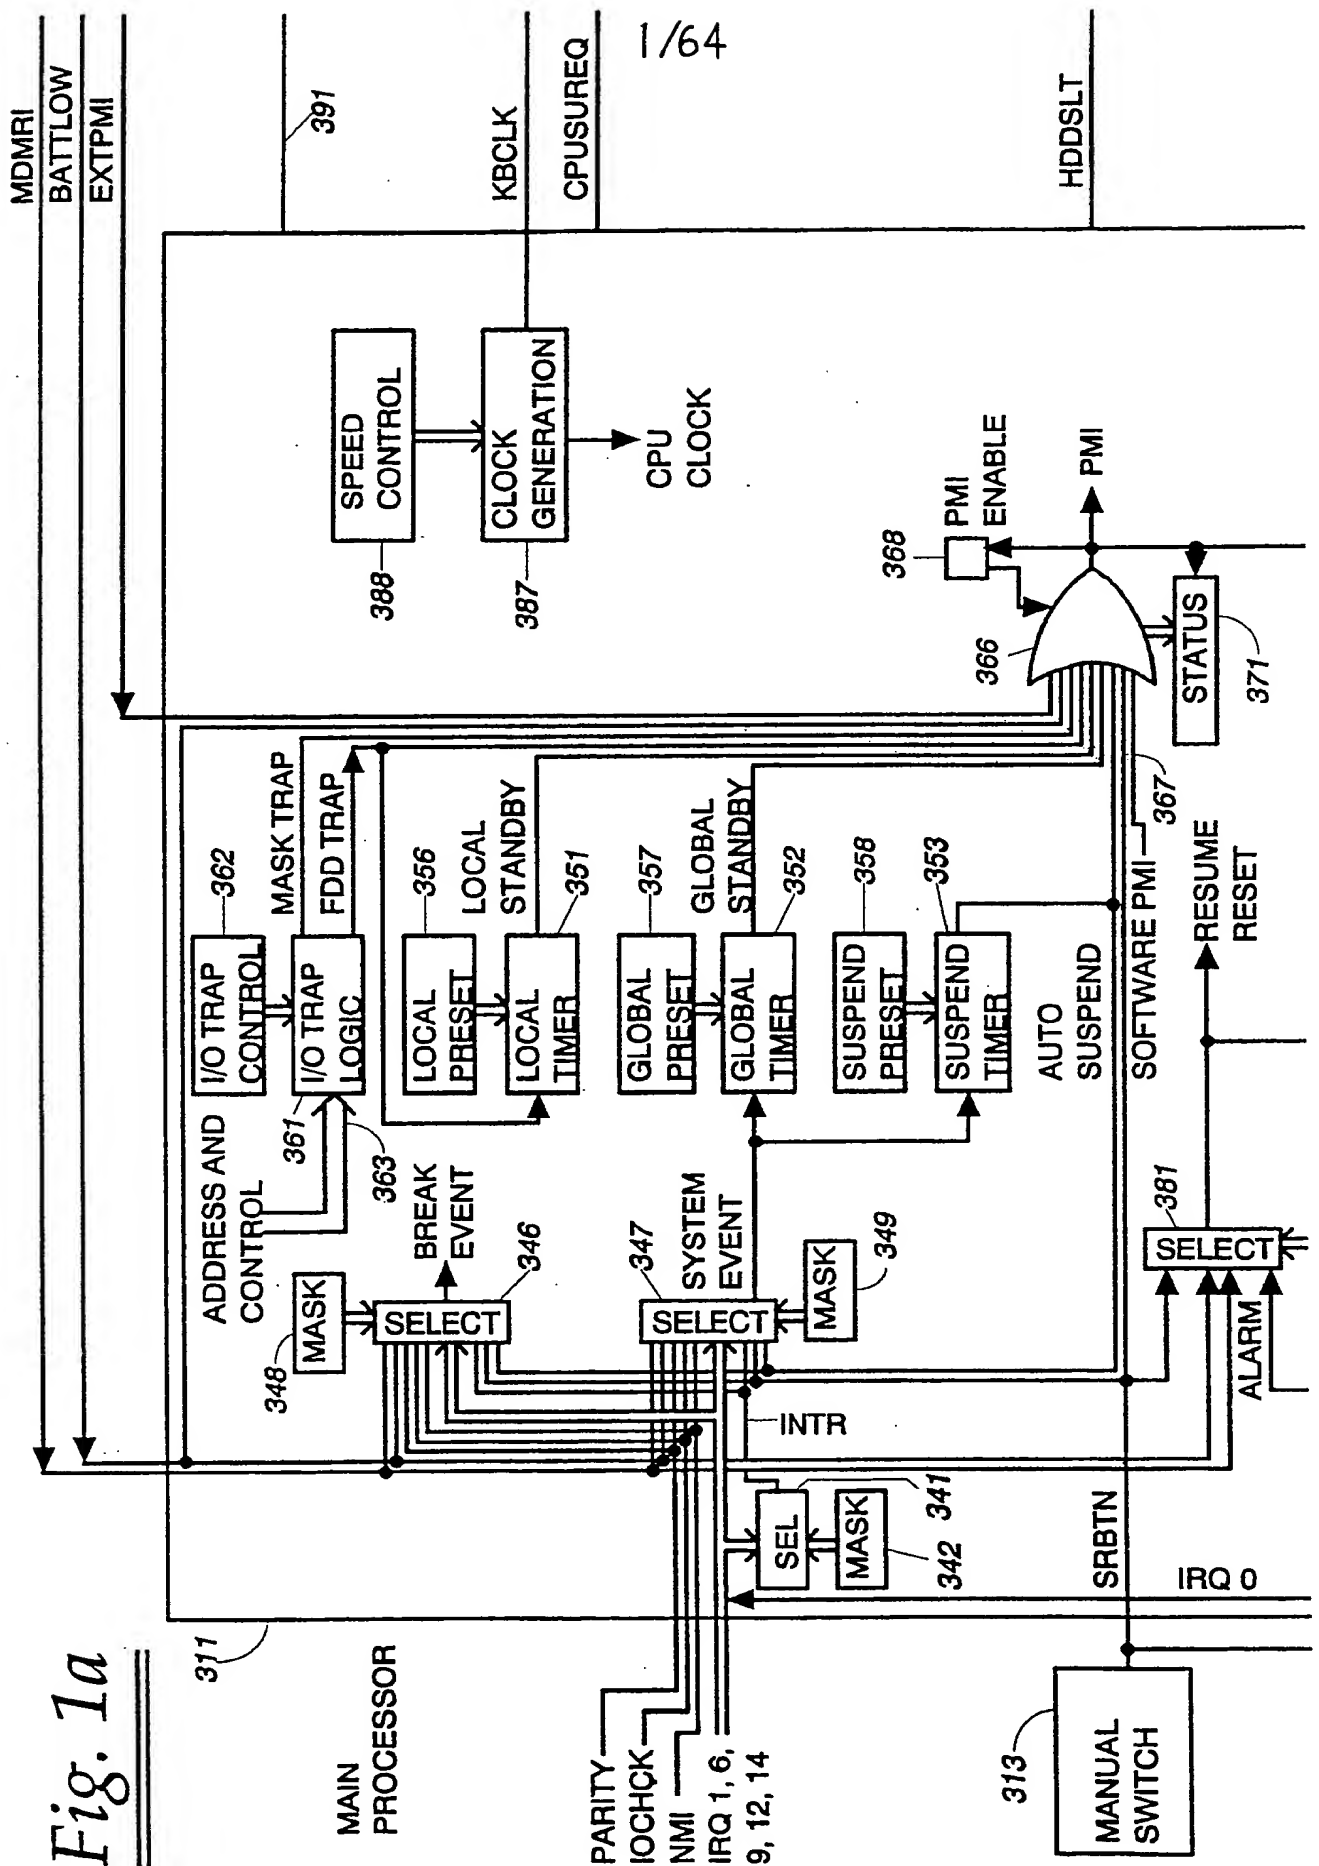 1/64
Fig. 1a
MDMRI
BATTLOW
EXTPMI
391
KBCLK
CPUSUREQ
HDDSLT
311
MAIN
PROCESSOR
SPEED
CONTROL
388
CLOCK
GENERATION
387
CPU
CLOCK
I/O TRAP
CONTROL
362
I/O TRAP
LOGIC
361
MASK TRAP
FDD TRAP
ADDRESS AND
CONTROL
363
LOCAL
PRESET
356
LOCAL
TIMER
351
LOCAL
STANDBY
GLOBAL
PRESET
357
GLOBAL
TIMER
352
GLOBAL
STANDBY
SUSPEND
PRESET
358
SUSPEND
TIMER
353
AUTO
SUSPEND
SOFTWARE PMI
367
368
PMI
ENABLE
PMI
366
STATUS
371
MASK
348
SELECT
346
BREAK
EVENT
SELECT
347
SYSTEM
EVENT
MASK
349
INTR
SEL
341
MASK
342
SELECT
381
RESUME
RESET
ALARM
SRBTN
IRQ 0
PARITY
IOCHCK
NMI
IRQ 1, 6,
9, 12, 14
313
MANUAL
SWITCH